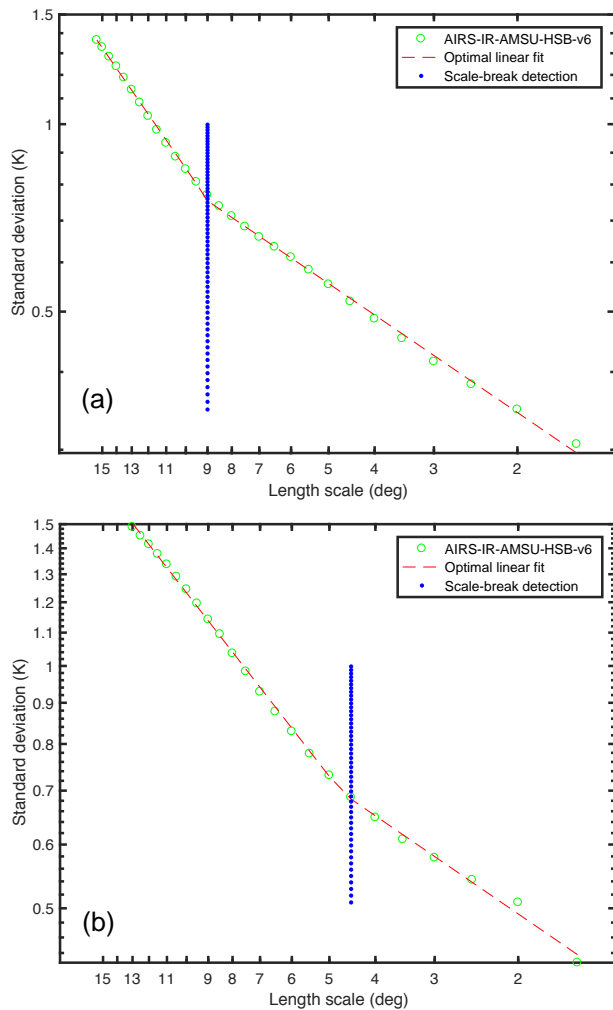 1.5
1
0.5
Standard deviation (K)
AIRS-IR-AMSU-HSB-v6
Optimal linear fit
Scale-break detection
(a)
15 13 11 9 8 7 6 5 4 3 2
Length scale (deg)
1.5
1.4
1.3
1.2
1.1
1
0.9
0.8
0.7
0.6
0.5
Standard deviation (K)
AIRS-IR-AMSU-HSB-v6
Optimal linear fit
Scale-break detection
(b)
15 13 11 9 8 7 6 5 4 3 2
Length scale (deg)